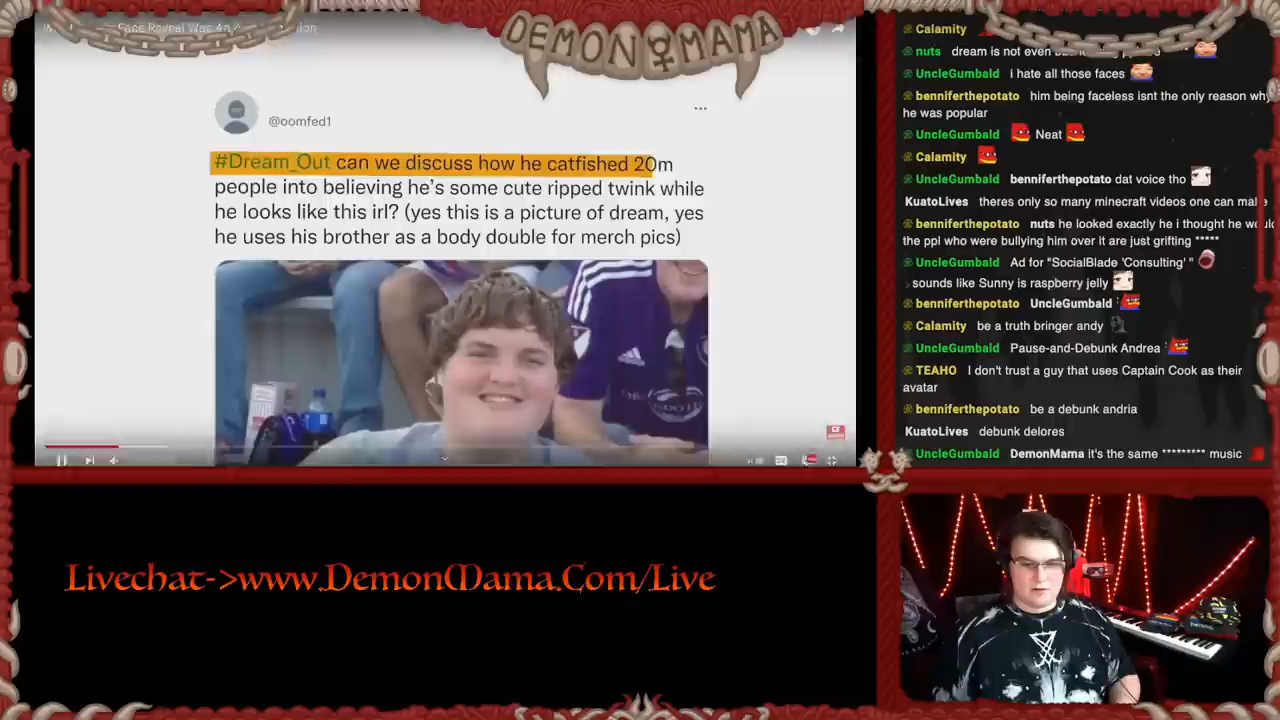 DEMON MAMA
@oomfed1
#Dream_Out can we discuss how he catfished 20m
people into believing he's some cute ripped twink while
he looks like this irl? (yes this is a picture of dream, yes
he uses his brother as a body double for merch pics)
Livechat->www.DemonMama.Com/Live
Calamity
nuts dream is not even
UncleGumbald i hate all those faces
benniferthepotato him being faceless isnt the only reason why
he was popular
UncleGumbald Neat
Calamity
UncleGumbald benniferthepotato dat voice tho
KuatoLives theres only so many minecraft videos one can make
benniferthepotato nuts he looked exactly he i thought he would
the ppl who were bullying him over it are just grifting *****
UncleGumbald Ad for "SocialBlade 'Consulting' "
sounds like Sunny is raspberry jelly
benniferthepotato UncleGumbald
Calamity be a truth bringer andy
UncleGumbald Pause-and-Debunk Andrea
TEAHO I don't trust a guy that uses Captain Cook as their
avatar
benniferthepotato be a debunk andria
KuatoLives debunk delores
UncleGumbald DemonMama it's the same ********* music